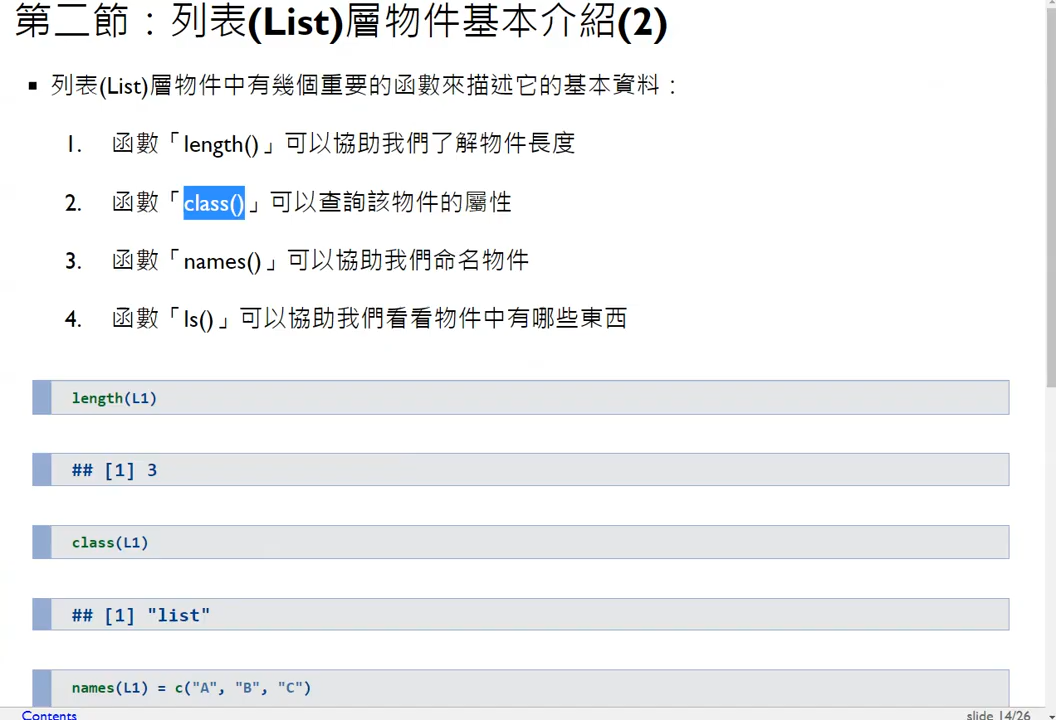 第二節：列表(List)層物件基本介紹(2)
▪ 列表(List)層物件中有幾個重要的函數來描述它的基本資料：
1. 函數「length()」可以協助我們了解物件長度
2. 函數「class()」可以查詢該物件的屬性
3. 函數「names()」可以協助我們命名物件
4. 函數「ls()」可以協助我們看看物件中有哪些東西
length(L1)
## [1] 3
class(L1)
## [1] "list"
names(L1) = c("A", "B", "C")
Contents
slide 14/26